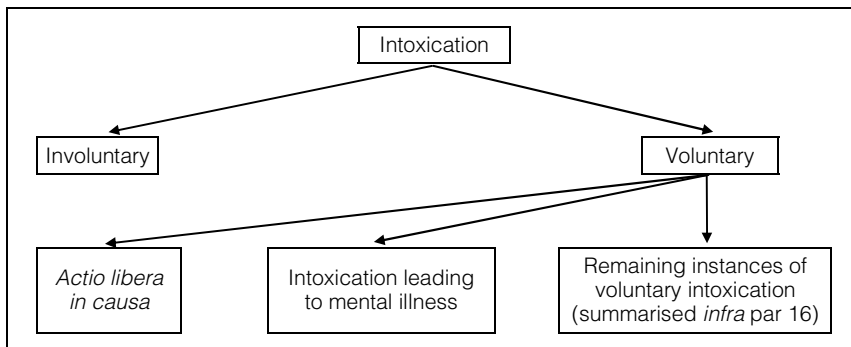 Intoxication
Involuntary
Voluntary
Actio libera
in causa
Intoxication leading
to mental illness
Remaining instances of
voluntary intoxication
(summarised infra par 16)